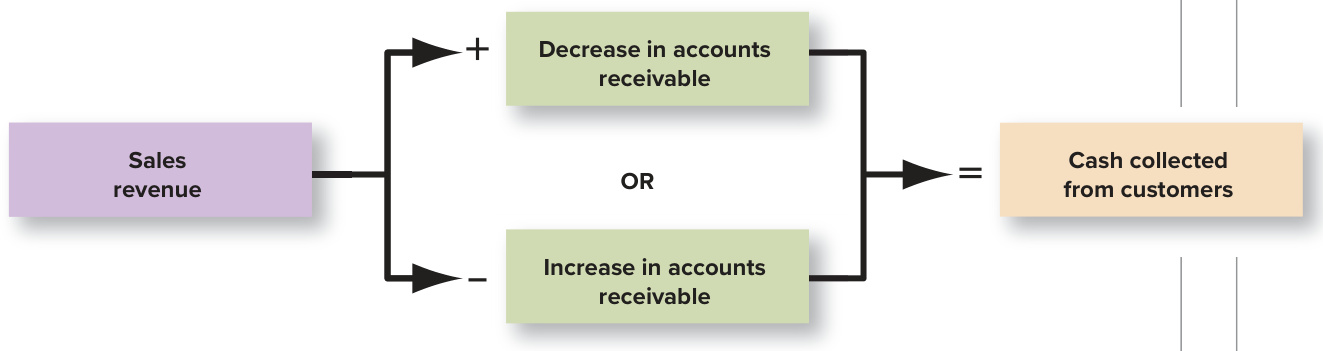 Sales
revenue
+
Decrease in accounts
receivable
OR
–
Increase in accounts
receivable
=
Cash collected
from customers